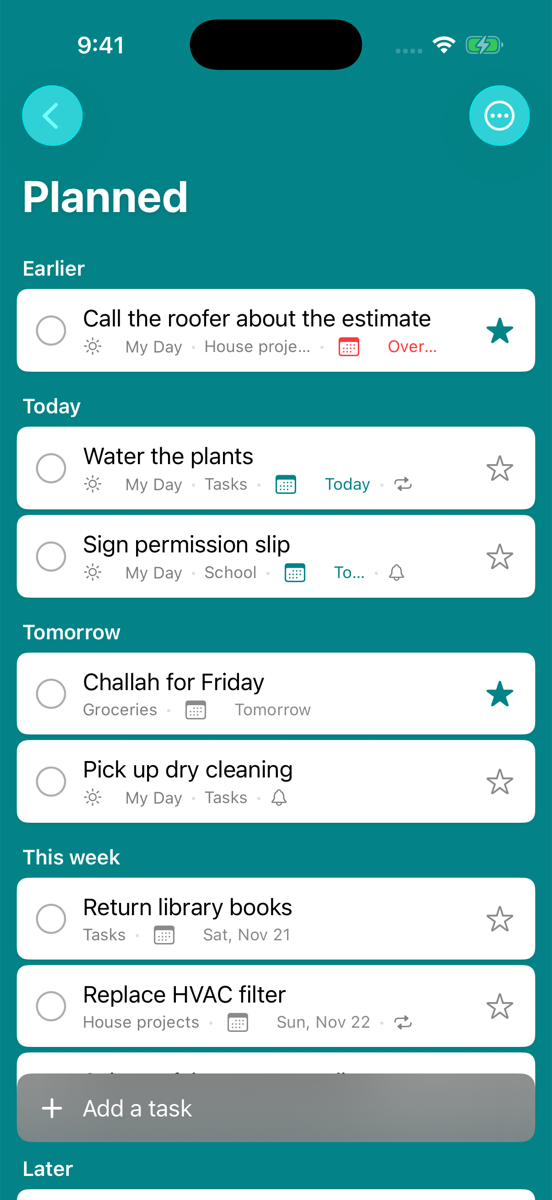 9:41
Planned
Earlier
Call the roofer about the estimate
My Day · House proje... · Over...
Today
Water the plants
My Day · Tasks · Today ·
Sign permission slip
My Day · School · To... ·
Tomorrow
Challah for Friday
Groceries · Tomorrow
Pick up dry cleaning
My Day · Tasks ·
This week
Return library books
Tasks · Sat, Nov 21
Replace HVAC filter
House projects · Sun, Nov 22 ·
Add a task
Later